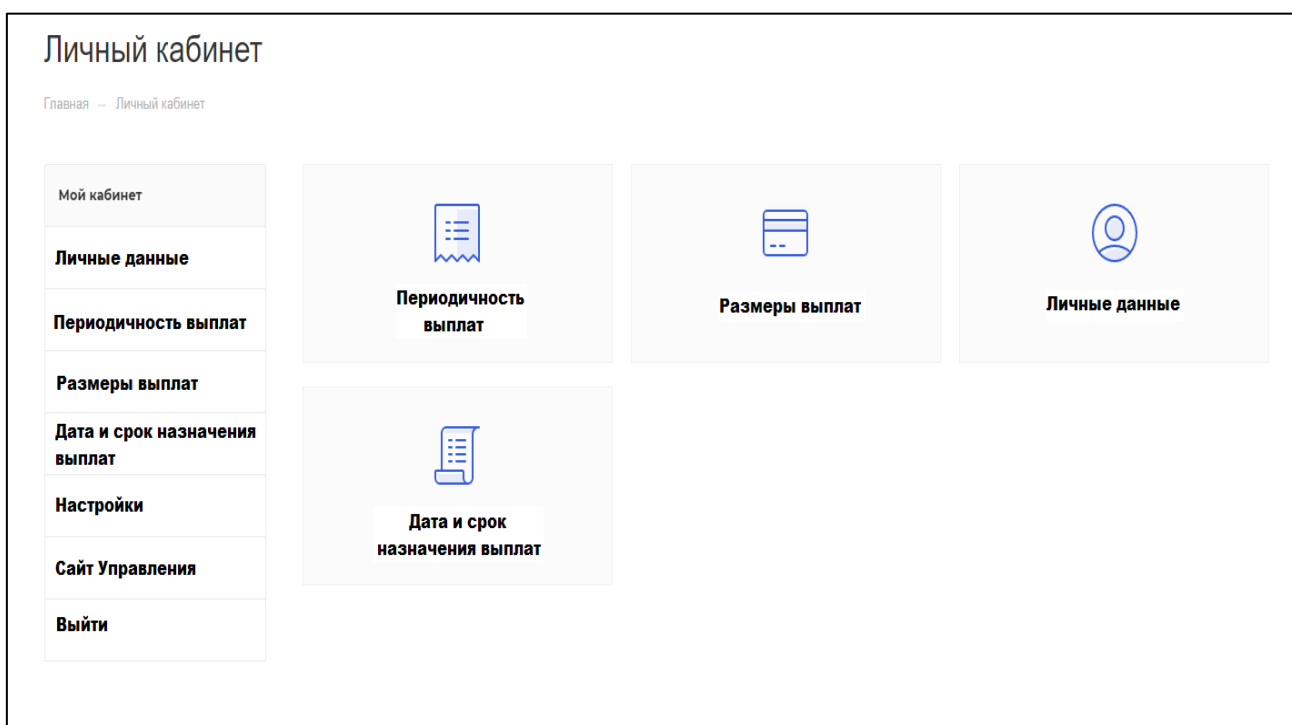 Личный кабинет
Главная – Личный кабинет
Мой кабинет
Личные данные
Периодичность выплат
Размеры выплат
Дата и срок назначения
выплат
Настройки
Сайт Управления
Выйти
Периодичность
выплат
Размеры выплат
Личные данные
Дата и срок
назначения выплат